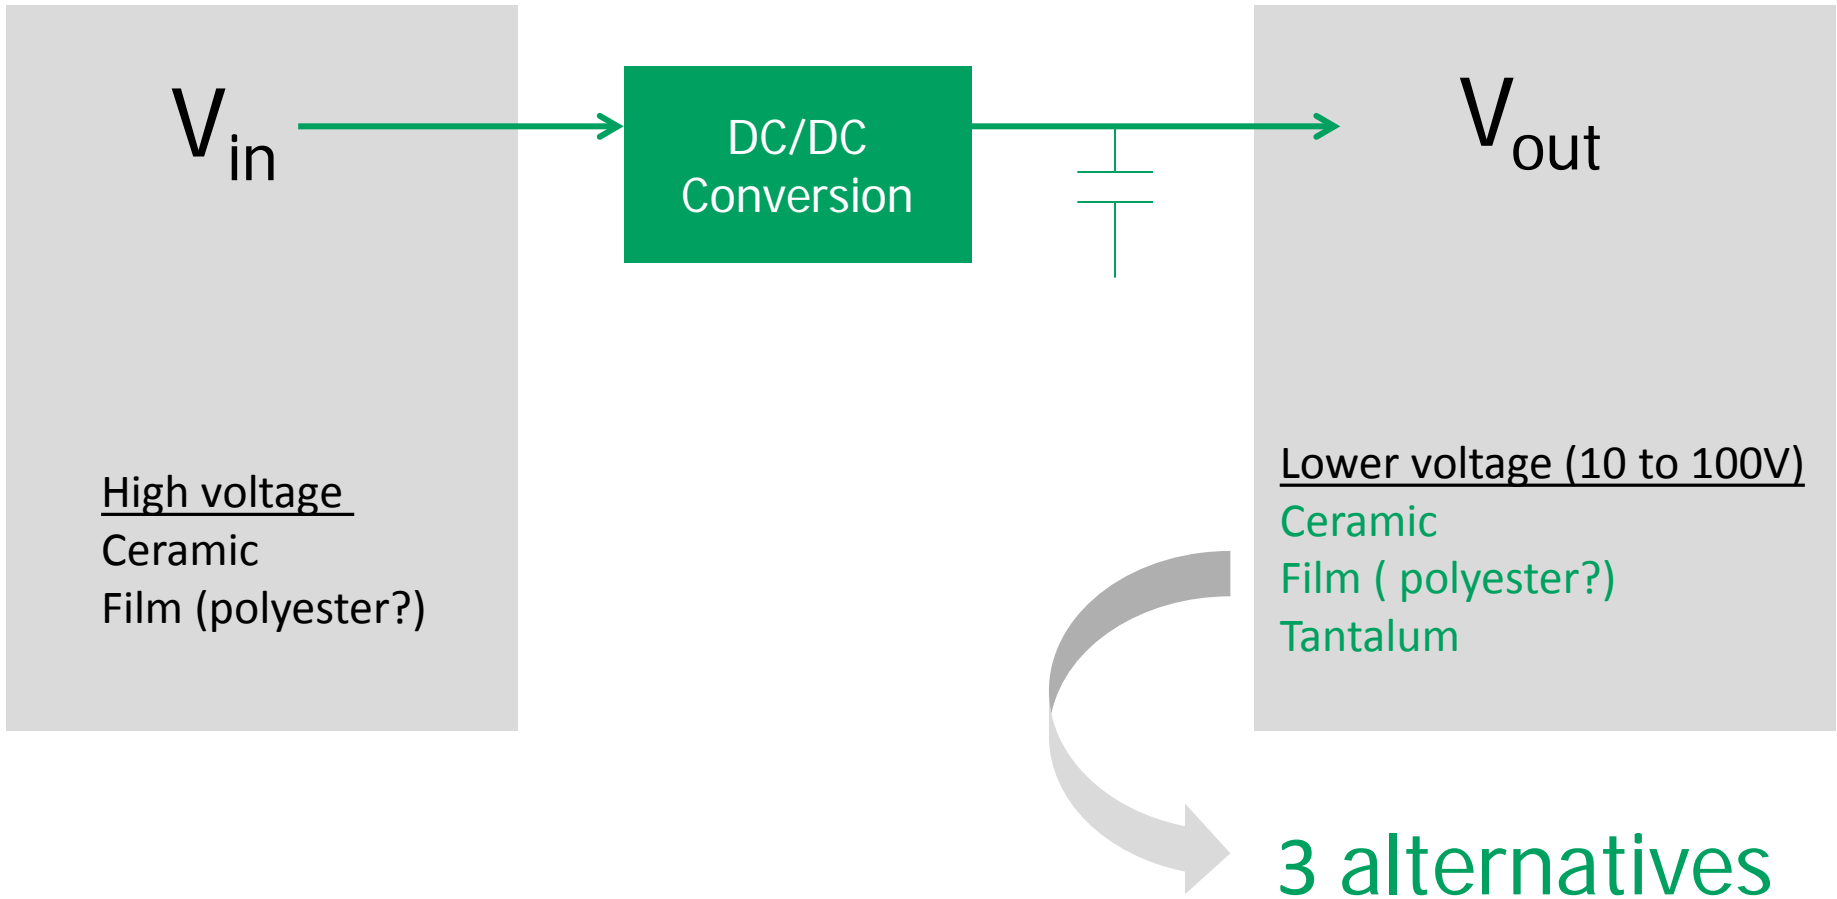 Vin
DC/DC
Conversion
Vout
High voltage
Ceramic
Film (polyester?)
Lower voltage (10 to 100V)
Ceramic
Film ( polyester?)
Tantalum
3 alternatives